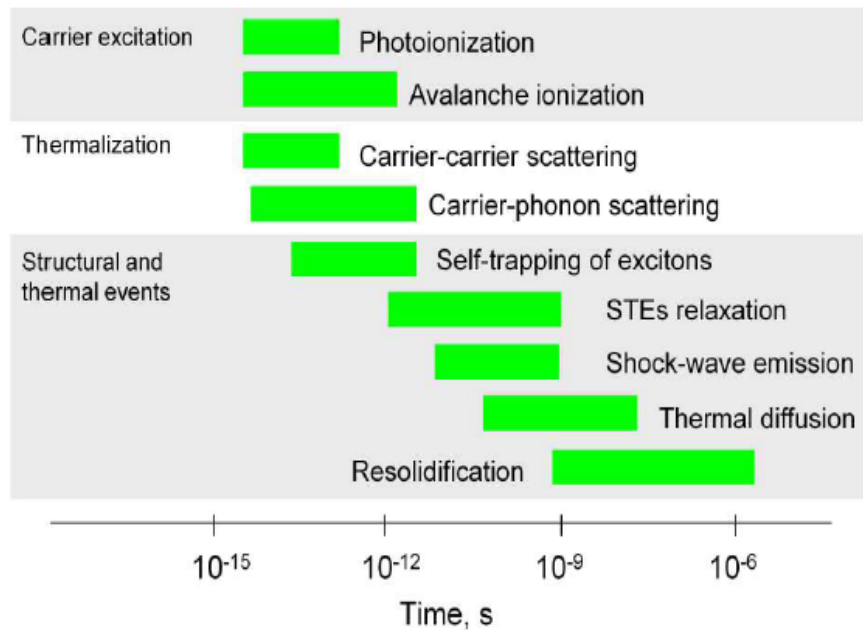 Carrier excitation
Photoionization
Avalanche ionization
Thermalization
Carrier-carrier scattering
Carrier-phonon scattering
Structural and
thermal events
Self-trapping of excitons
STEs relaxation
Shock-wave emission
Thermal diffusion
Resolidification
10⁻¹⁵ 10⁻¹² 10⁻⁹ 10⁻⁶
Time, s